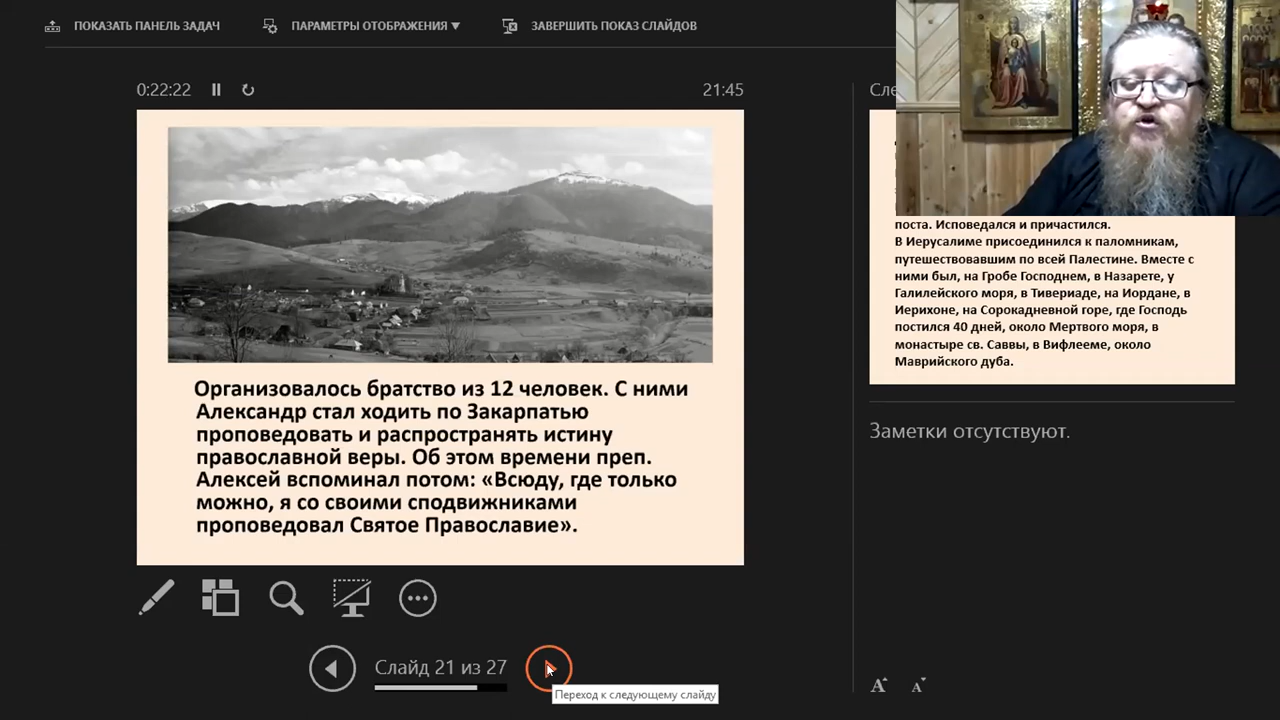 ПОКАЗАТЬ ПАНЕЛЬ ЗАДАЧ
ПАРАМЕТРЫ ОТОБРАЖЕНИЯ ▼
ЗАВЕРШИТЬ ПОКАЗ СЛАЙДОВ
0:22:22
21:45
Организовалось братство из 12 человек. С ними
Александр стал ходить по Закарпатью
проповедовать и распространять истину
православной веры. Об этом времени преп.
Алексей вспоминал потом: «Всюду, где только
можно, я со своими сподвижниками
проповедовал Святое Православие».
Слайд 21 из 27
Переход к следующему слайду
поста. Исповедался и причастился.
В Иерусалиме присоединился к паломникам,
путешествовавшим по всей Палестине. Вместе с
ними был, на Гробе Господнем, в Назарете, у
Галилейского моря, в Тивериаде, на Иордане, в
Иерихоне, на Сорокадневной горе, где Господь
постился 40 дней, около Мертвого моря, в
монастыре св. Саввы, в Вифлееме, около
Маврийского дуба.
Заметки отсутствуют.
A A